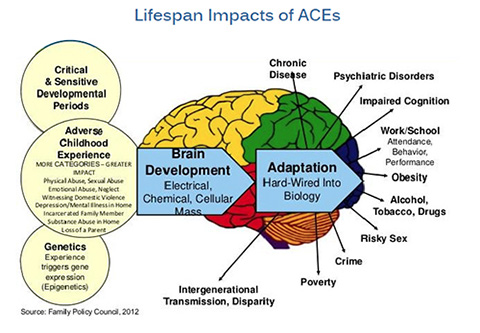 Lifespan Impacts of ACEs
Critical
& Sensitive
Developmental
Periods
Adverse
Childhood
Experience
MORE CATEGORIES – GREATER
IMPACT
Physical Abuse, Sexual Abuse
Emotional Abuse, Neglect
Witnessing Domestic Violence
Depression/Mental Illness in Home
Incarcerated Family Member
Substance Abuse in Home
Loss of a Parent
Genetics
Experience
triggers gene
expression
(Epigenetics)
Brain
Development
Electrical,
Chemical, Cellular
Mass
Adaptation
Hard-Wired Into
Biology
Chronic
Disease
Psychiatric Disorders
Impaired Cognition
Work/School
Attendance,
Behavior,
Performance
Obesity
Alcohol,
Tobacco, Drugs
Risky Sex
Crime
Poverty
Intergenerational
Transmission, Disparity
Source: Family Policy Council, 2012